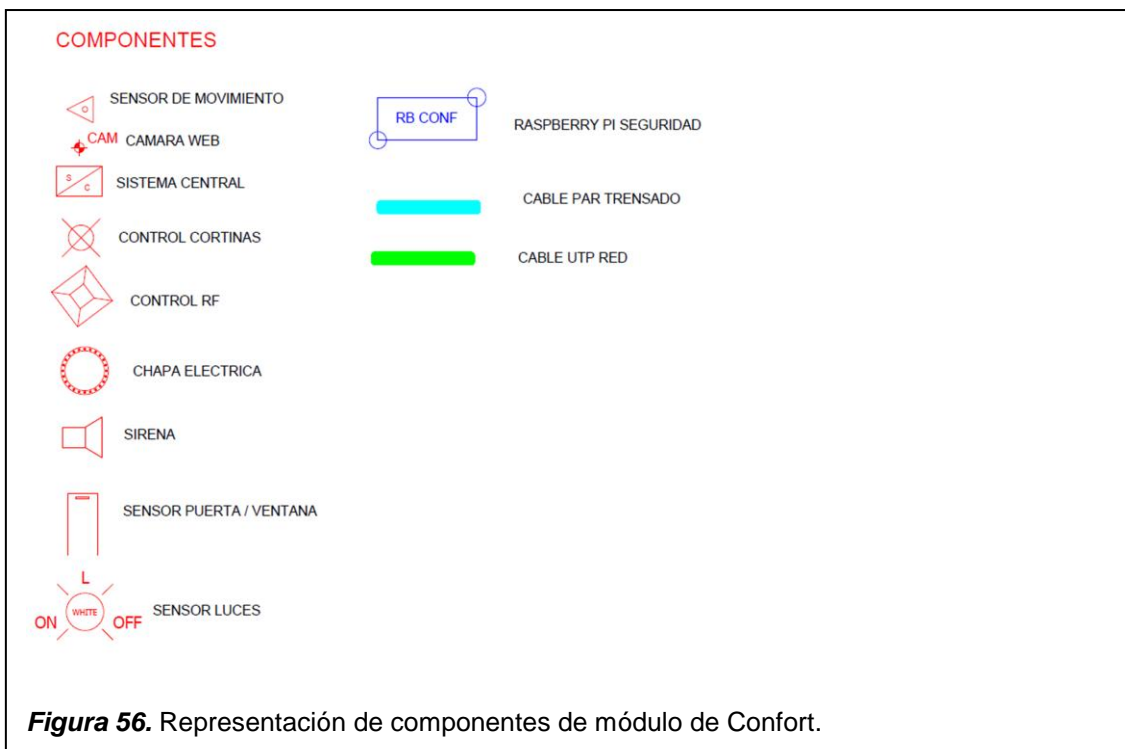 COMPONENTES
SENSOR DE MOVIMIENTO
CAM CAMARA WEB
S C SISTEMA CENTRAL
CONTROL CORTINAS
CONTROL RF
CHAPA ELECTRICA
SIRENA
SENSOR PUERTA / VENTANA
L
ON WHITE OFF SENSOR LUCES
RB CONF RASPBERRY PI SEGURIDAD
CABLE PAR TRENSADO
CABLE UTP RED
Figura 56. Representación de componentes de módulo de Confort.